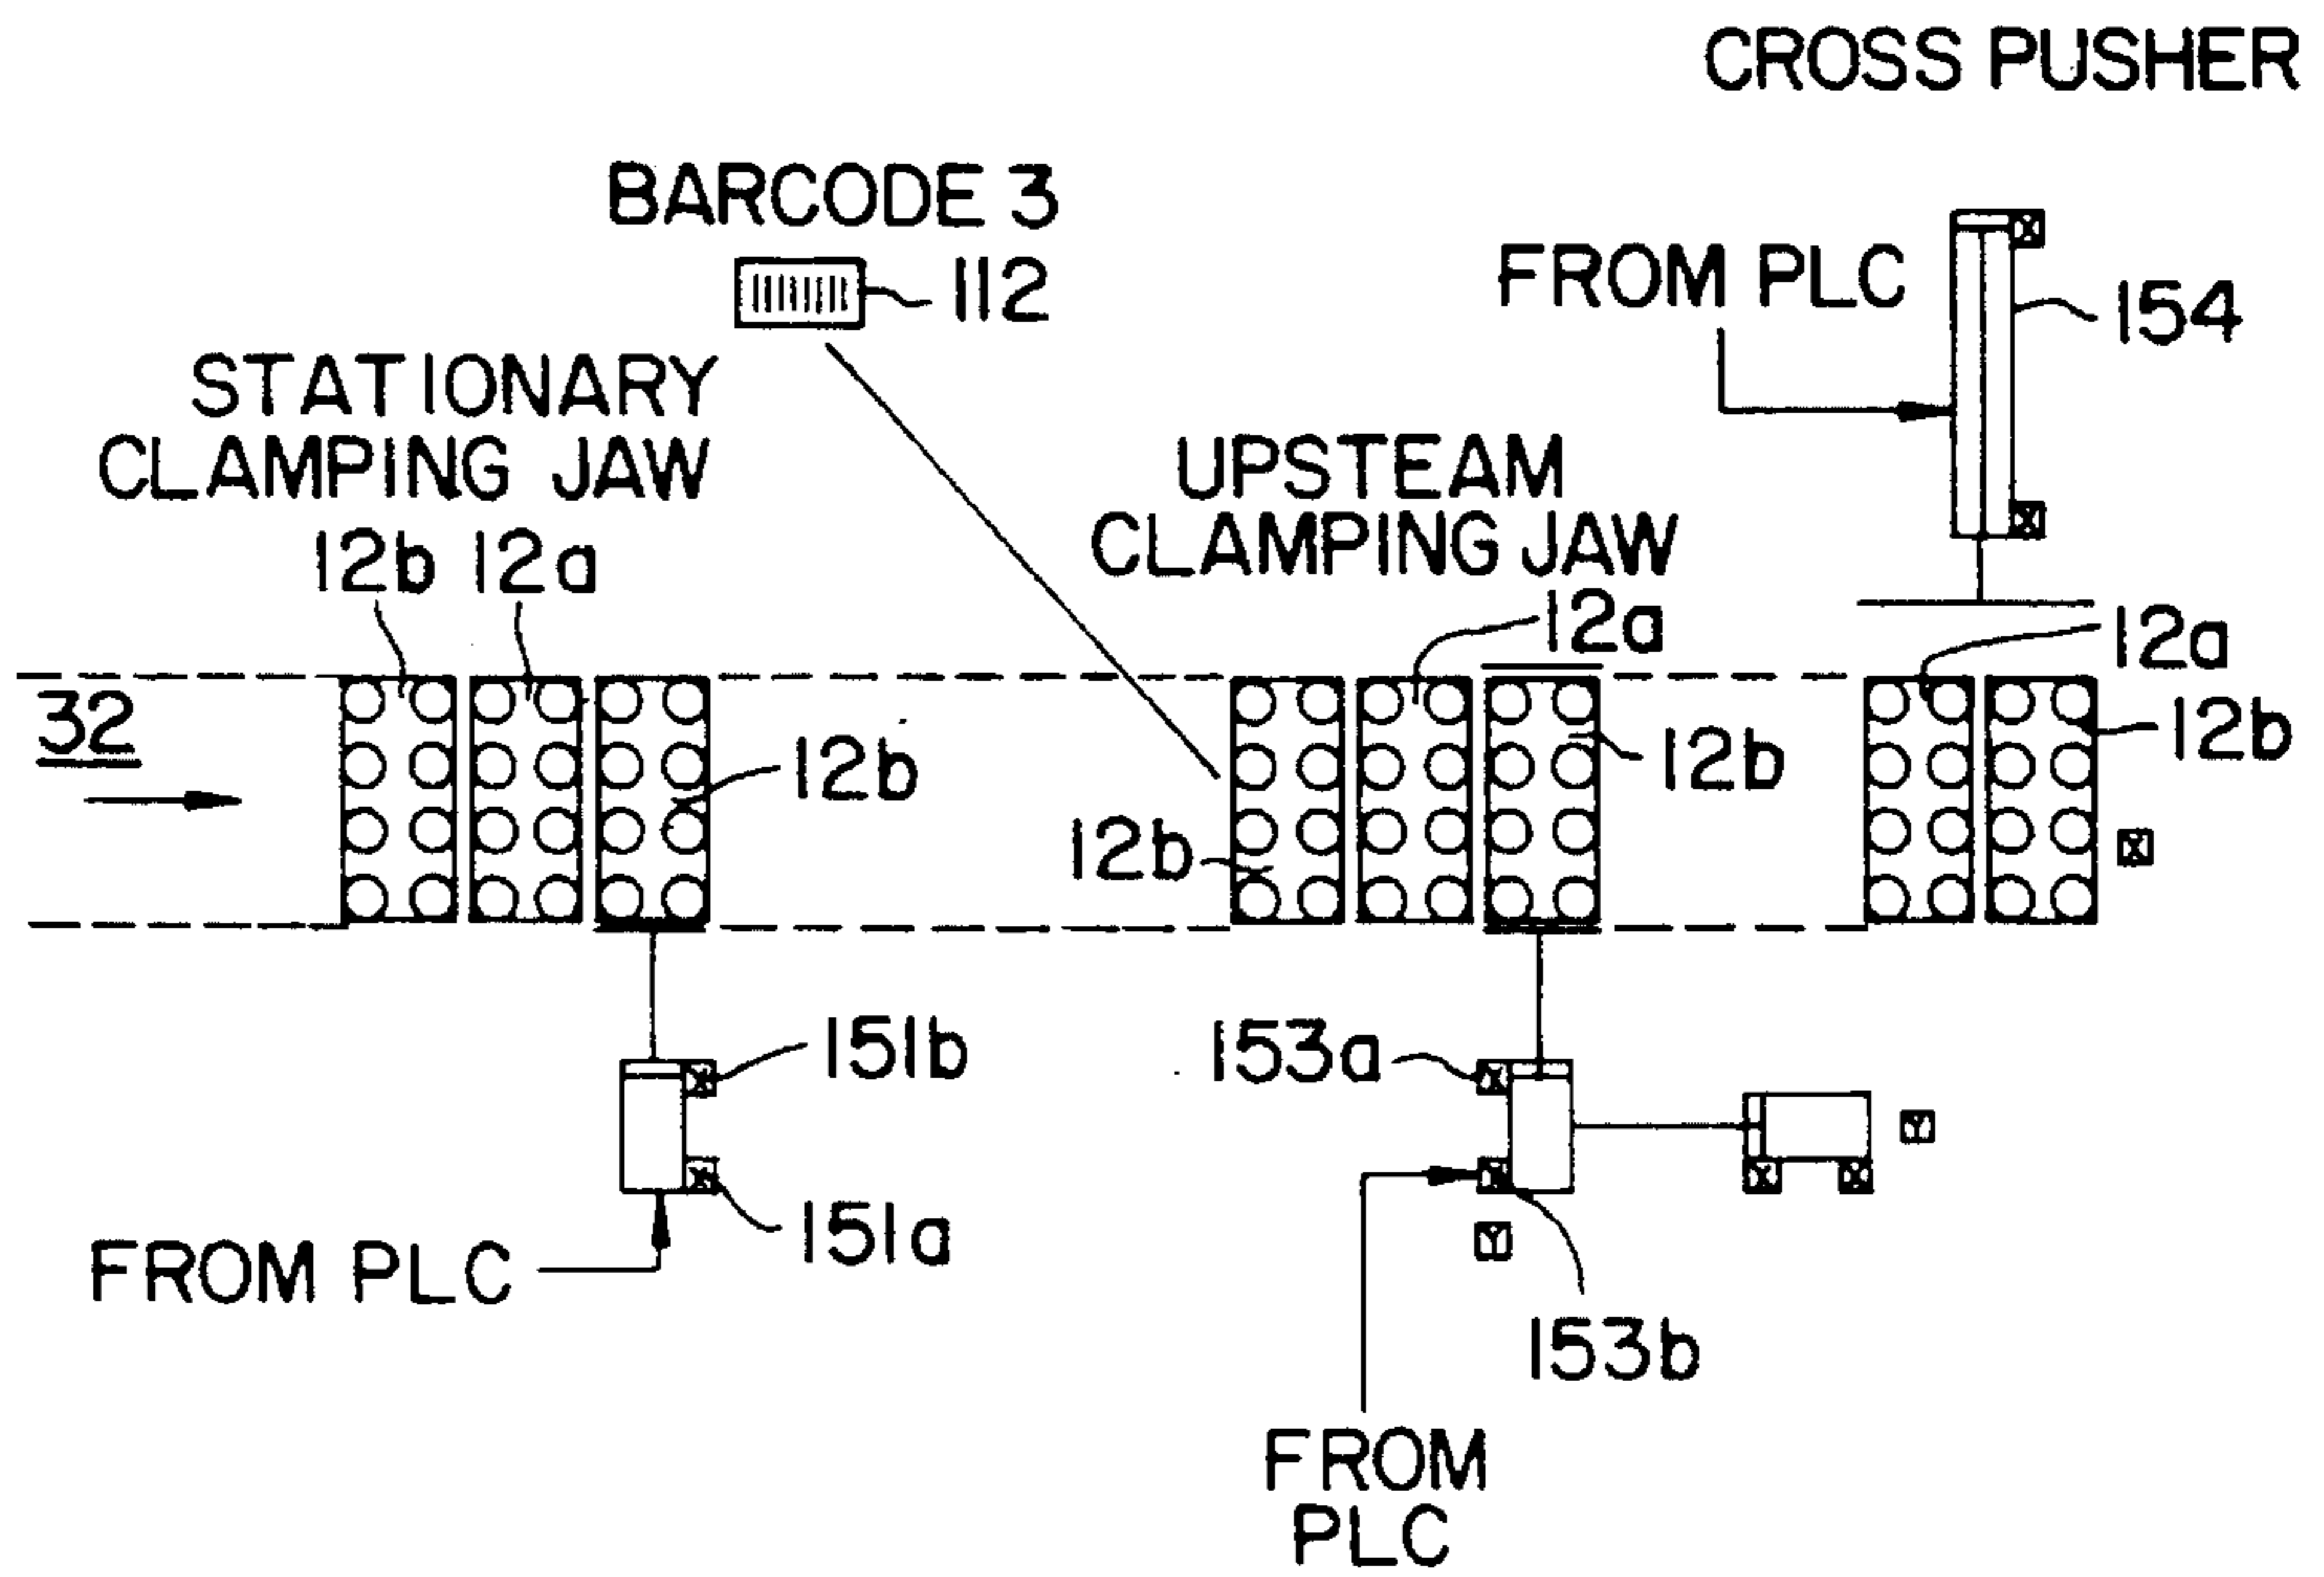 CROSS PUSHER
BARCODE 3
112
FROM PLC
154
STATIONARY
CLAMPING JAW
UPSTEAM
CLAMPING JAW
12b 12a
12a
12a
32
12b
12b
12b
12b
151b
153a
151a
FROM PLC
153b
FROM
PLC